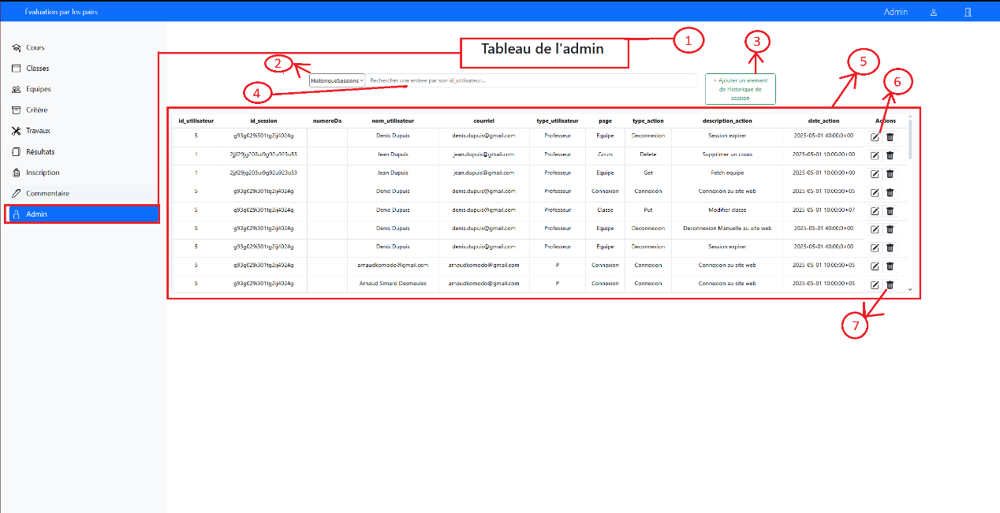 Évaluation par les pairs
Admin
Cours
Classes
Equipes
Critère
Travaux
Résultats
Inscription
Commentaire
Admin
Tableau de l'admin
1
2
3
4
5
6
7
HistoriqueSessions
Rechercher une entree par son id_utilisateur...
+ Ajouter un element
de Historique de
session
id_utilisateur id_session numeroDa nom_utilisateur courriel type_utilisateur page type_action description_action date_action Actions
5 g93g029i301tg2ij4024g Denis Dupuis denis.dupuis@gmail.com Professeur Equipe Deconnexion Session expirer 2025-05-01 40:00:0+00
1 2jjf29jg203ui9g92u923u53 Jean Dupuis jean.dupuis@gmail.com Professeur Cours Delete Supprimer un cours 2025-05-01 10:00:00+00
1 2jjf29jg203ui9g92u923u53 Jean Dupuis jean.dupuis@gmail.com Professeur Equipe Get Fetch equipe 2025-05-01 10:00:00+00
5 g93g029i301tg2ij4024g Denis Dupuis denis.dupuis@gmail.com Professeur Connexion Connexion Connexion au site web 2025-05-01 10:00:00+05
5 g93g029i301tg2ij4024g Denis Dupuis denis.dupuis@gmail.com Professeur Classe Put Modifier classe 2025-05-01 10:00:00+07
5 g93g029i301tg2ij4024g Denis Dupuis denis.dupuis@gmail.com Professeur Equipe Deconnexion Deconnexion Manuelle au site web 2025-05-01 40:00:0+00
5 g93g029i301tg2ij4024g Denis Dupuis denis.dupuis@gmail.com Professeur Equipe Deconnexion Session expirer 2025-05-01 40:00:0+00
5 g93g029i301tg2ij4024g arnaudkomodo@gmail.com arnaudkomodo@gmail.com P Connexion Connexion Connexion au site web 2025-05-01 10:00:00+05
5 g93g029i301tg2ij4024g Arnaud Simard Desmeules arnaudkomodo@gmail.com P Connexion Connexion Connexion au site web 2025-05-01 10:00:00+05